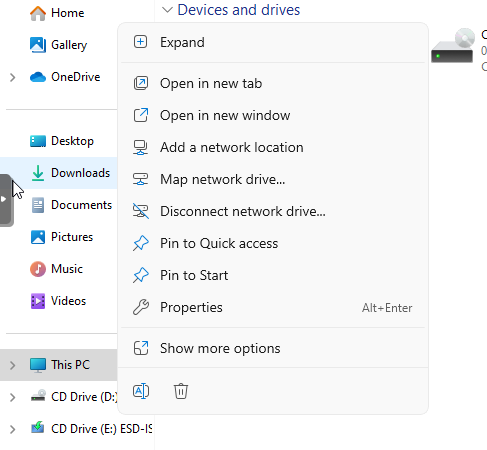 Home
Gallery
OneDrive
Desktop
Downloads
Documents
Pictures
Music
Videos
This PC
CD Drive (D:)
CD Drive (E:) ESD-IS
Devices and drives
Expand
Open in new tab
Open in new window
Add a network location
Map network drive...
Disconnect network drive...
Pin to Quick access
Pin to Start
Properties Alt+Enter
Show more options